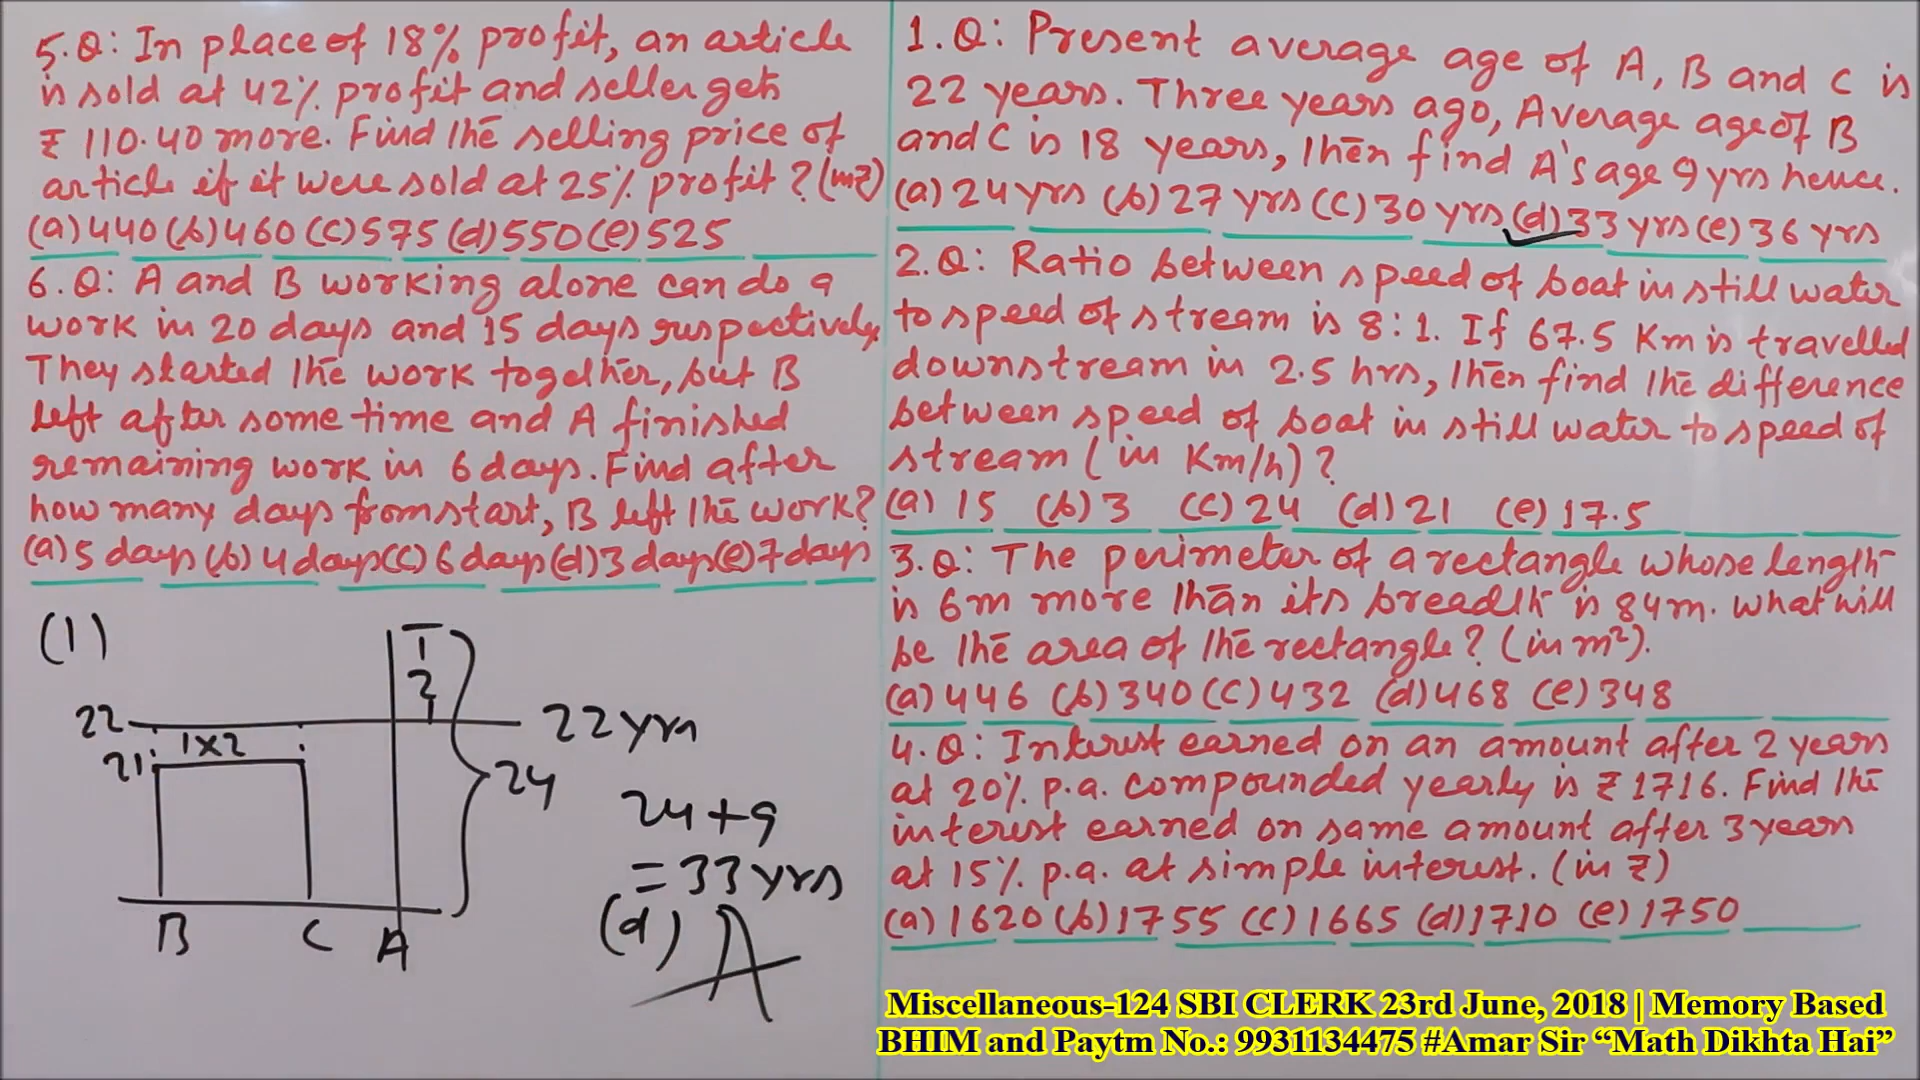 5.Q: In place of 18% profit, an article
is sold at 42% profit and seller gets
₹ 110.40 more. Find the selling price of
article if it were sold at 25% profit? (in ₹)
(a) 440 (b) 460 (c) 575 (d) 550 (e) 525
6.Q: A and B working alone can do a
work in 20 days and 15 days respectively.
They started the work together, but B
left after some time and A finished
remaining work in 6 days. Find after
how many days from start, B left the work?
(a) 5 days (b) 4 days (c) 6 days (d) 3 days (e) 7 days
(1)
1
2
1
22
22 yrs
1x2
21
24
24+9
= 33 yrs
(d) A
B C A
1.Q: Present average age of A, B and C is
22 years. Three years ago, Average age of B
and C is 18 years, then find A's age 9 yrs hence.
(a) 24 yrs (b) 27 yrs (c) 30 yrs (d) 33 yrs (e) 36 yrs
2.Q: Ratio between speed of boat in still water
to speed of stream is 8:1. If 67.5 Km is travelled
downstream in 2.5 hrs, then find the difference
between speed of boat in still water to speed of
stream (in Km/h)?
(a) 15 (b) 3 (c) 24 (d) 21 (e) 17.5
3.Q: The perimeter of a rectangle whose length
is 6m more than its breadth is 84m. What will
be the area of the rectangle? (in m²).
(a) 446 (b) 340 (c) 432 (d) 468 (e) 348
4.Q: Interest earned on an amount after 2 years
at 20% p.a. compounded yearly is ₹ 1716. Find the
interest earned on same amount after 3 years
at 15% p.a. at simple interest. (in ₹)
(a) 1620 (b) 1755 (c) 1665 (d) 1710 (e) 1750
Miscellaneous-124 SBI CLERK 23rd June, 2018 | Memory Based
BHIM and Paytm No.: 9931134475 #Amar Sir “Math Dikhta Hai”